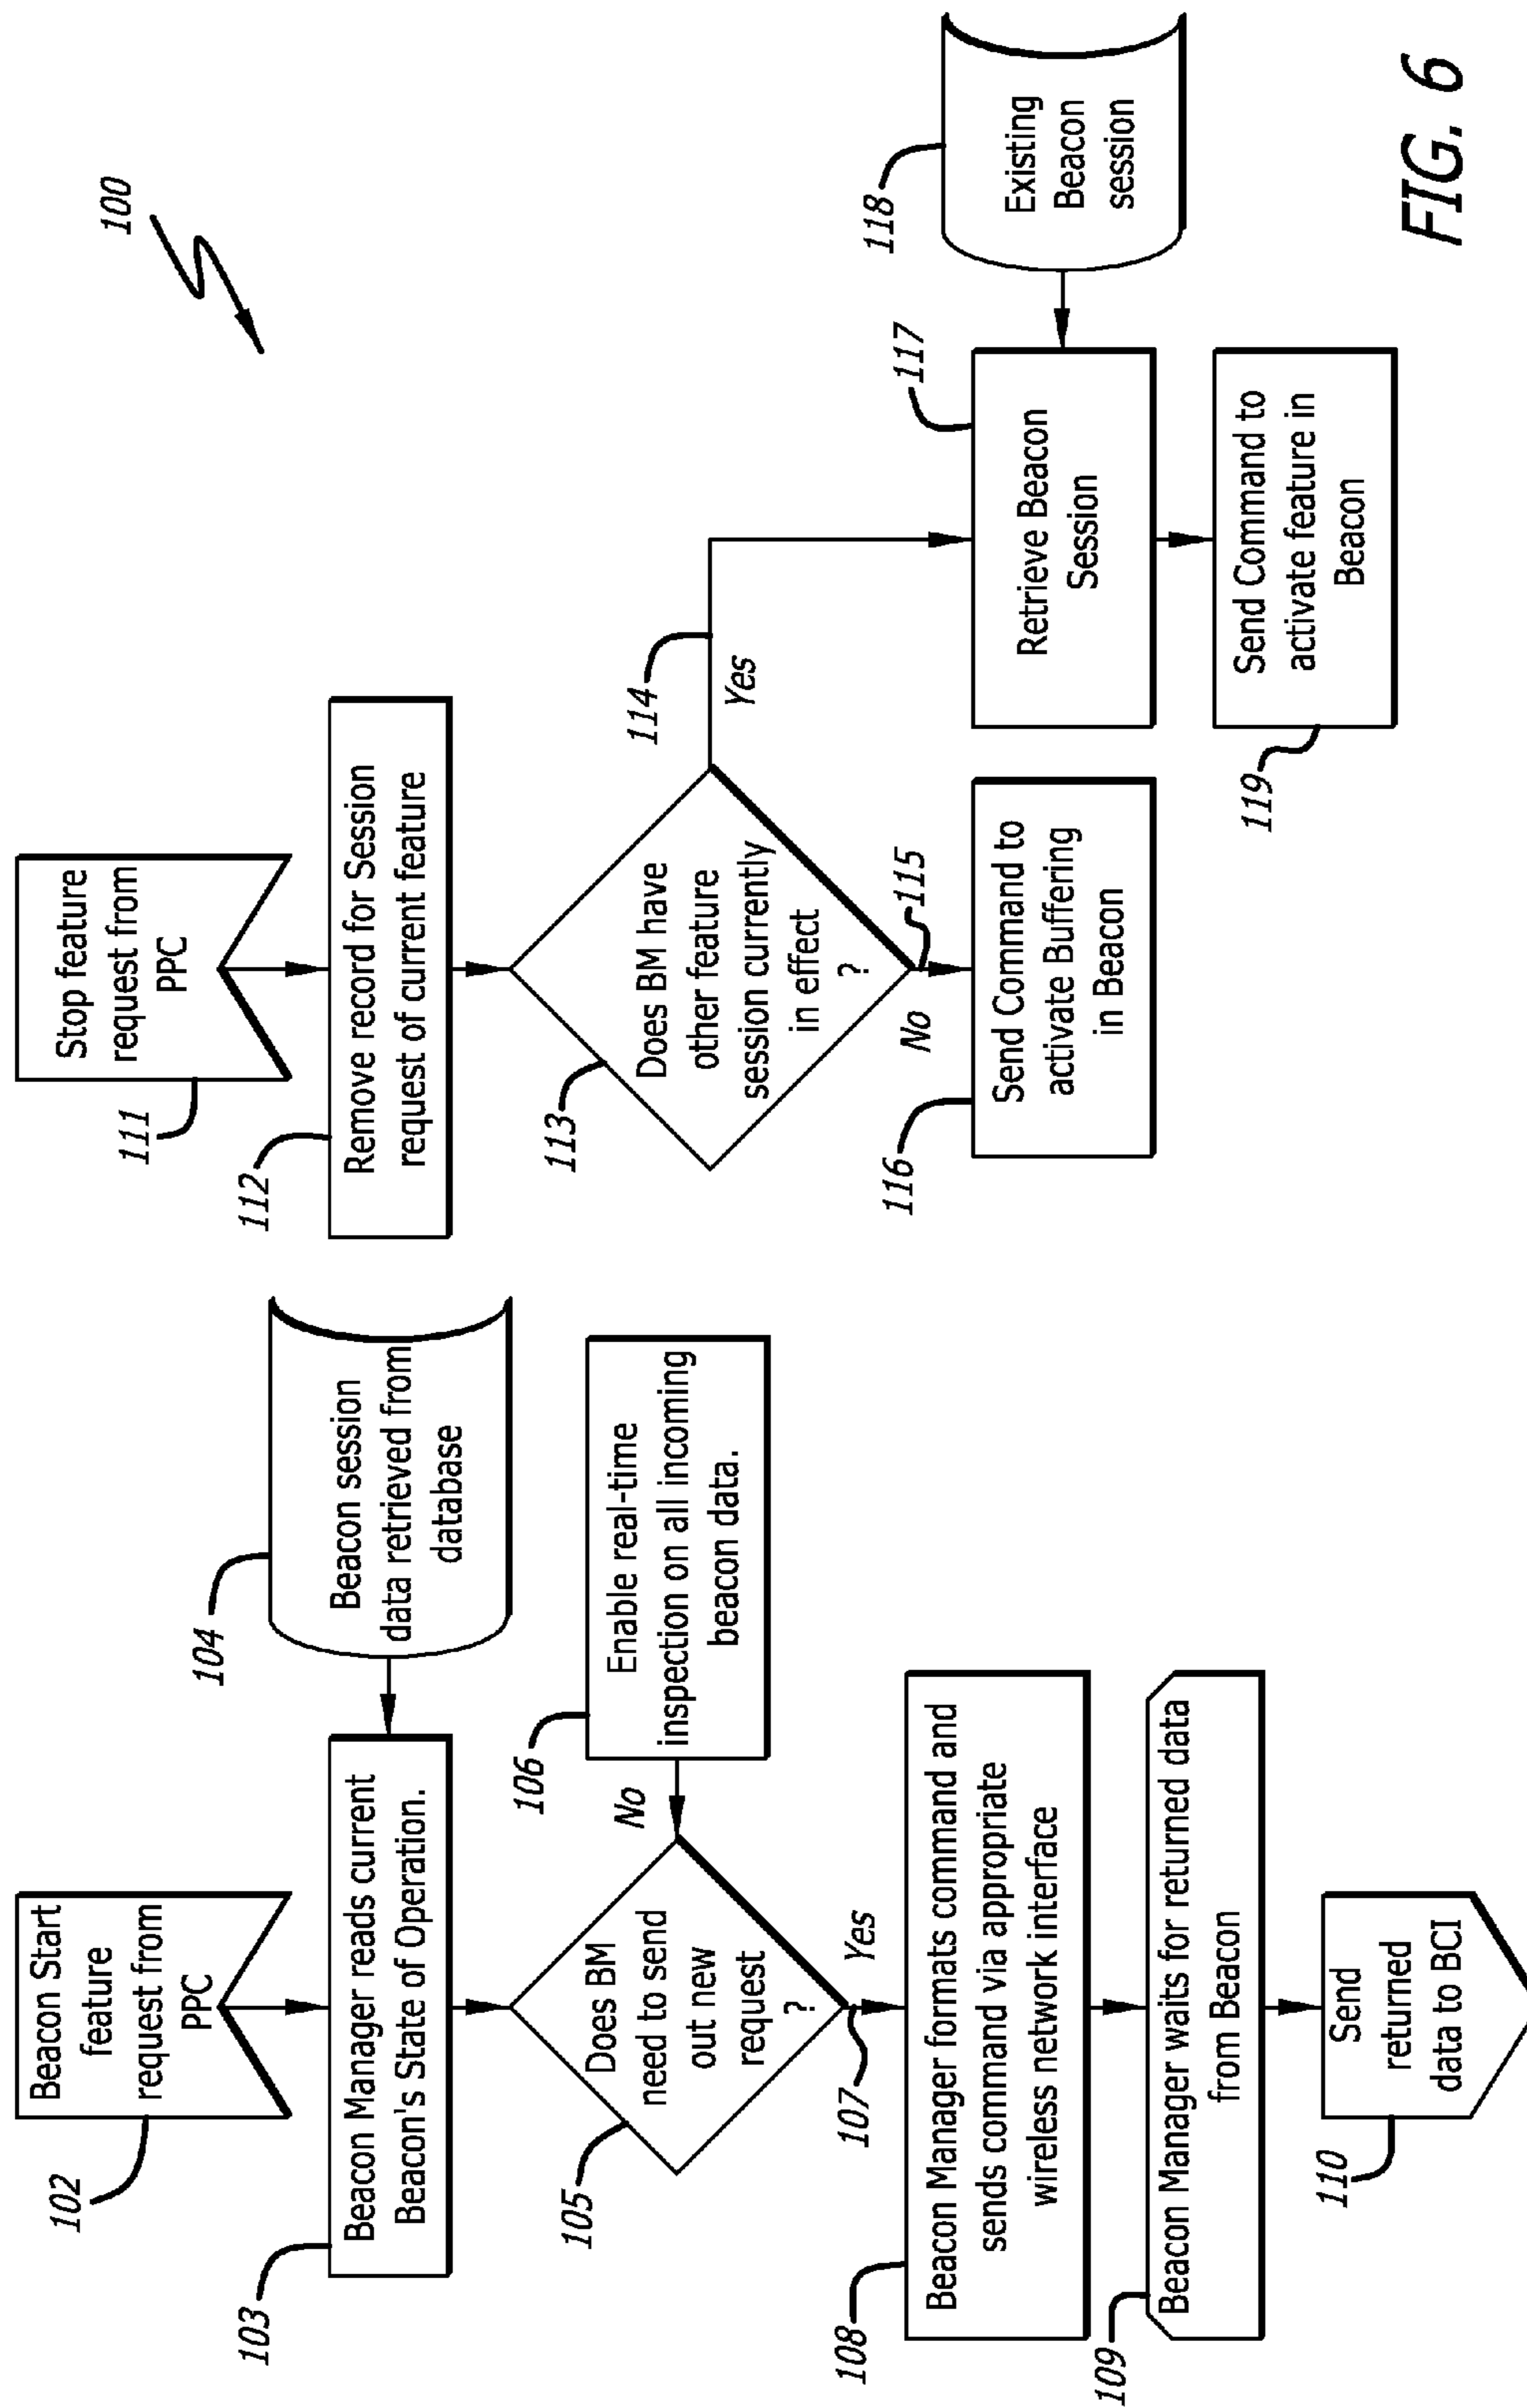 100
Beacon Start
feature
request from
PPC
102
Beacon Manager reads current
Beacon's State of Operation.
103
Beacon session
data retrieved from
database
104
Does BM
need to send
out new
request
?
105
No
Enable real-time
inspection on all incoming
beacon data.
106
Yes
107
Beacon Manager formats command and
sends command via appropriate
wireless network interface
108
Beacon Manager waits for returned data
from Beacon
109
Send
returned
data to BCI
110
Stop feature
request from
PPC
111
Remove record for Session
request of current feature
112
Does BM have
other feature
session currently
in effect
?
113
114
Yes
No
115
Send Command to
activate Buffering
in Beacon
116
Retrieve Beacon
Session
117
Existing
Beacon
session
118
Send Command to
activate feature in
Beacon
119
FIG. 6